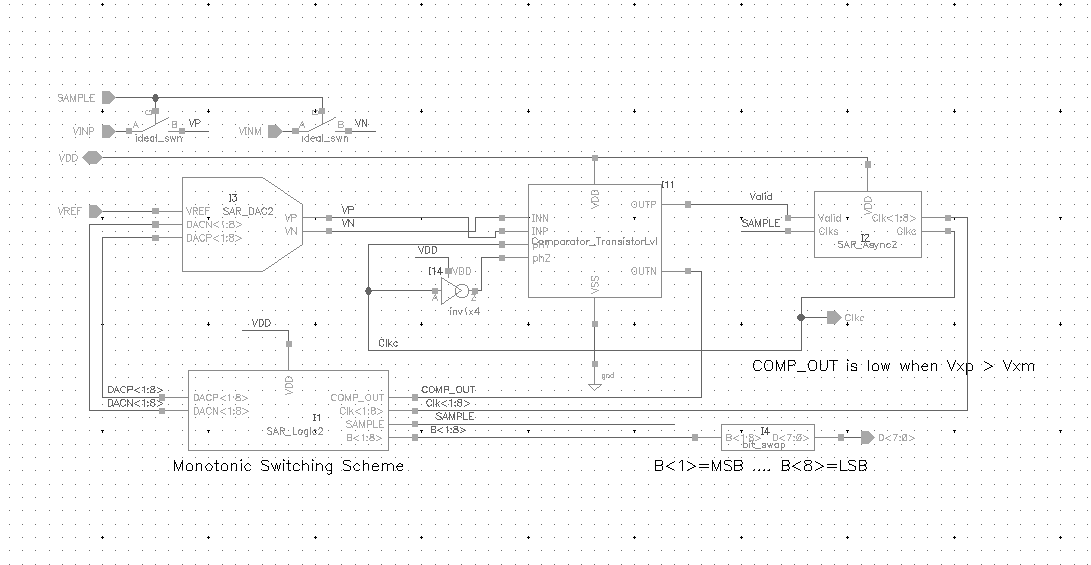 SAMPLE
A B VP
ideal_swn
VINP
A B VN
ideal_swn
VINM
VDD
I3
SAR_DAC2
VREF
VREF
DACN<1:8>
DACP<1:8>
VP
VN
VP
VN
I11
VDD
INN
INP
phZ
Comparator_TransistorLvl
OUTP
OUTN
VSS
gnd
Valid
SAMPLE
VDD
Valid
Clks
Clk<1:8>
Clkc
I2
SAR_Async2
VDD
I14
VDD
A Z
Clkc
Clkc
COMP_OUT is low when Vxp > Vxm
VDD
VDD
DACP<1:8>
DACN<1:8>
DACP<1:8>
DACN<1:8>
I1
SAR_Logic2
COMP_OUT
Clk<1:8>
SAMPLE
B<1:8>
COMP_OUT
Clk<1:8>
SAMPLE
B<1:8>
I4
B<1:8> D<7:0>
bit_swap
D<7:0>
Monotonic Switching Scheme
B<1>=MSB .... B<8>=LSB